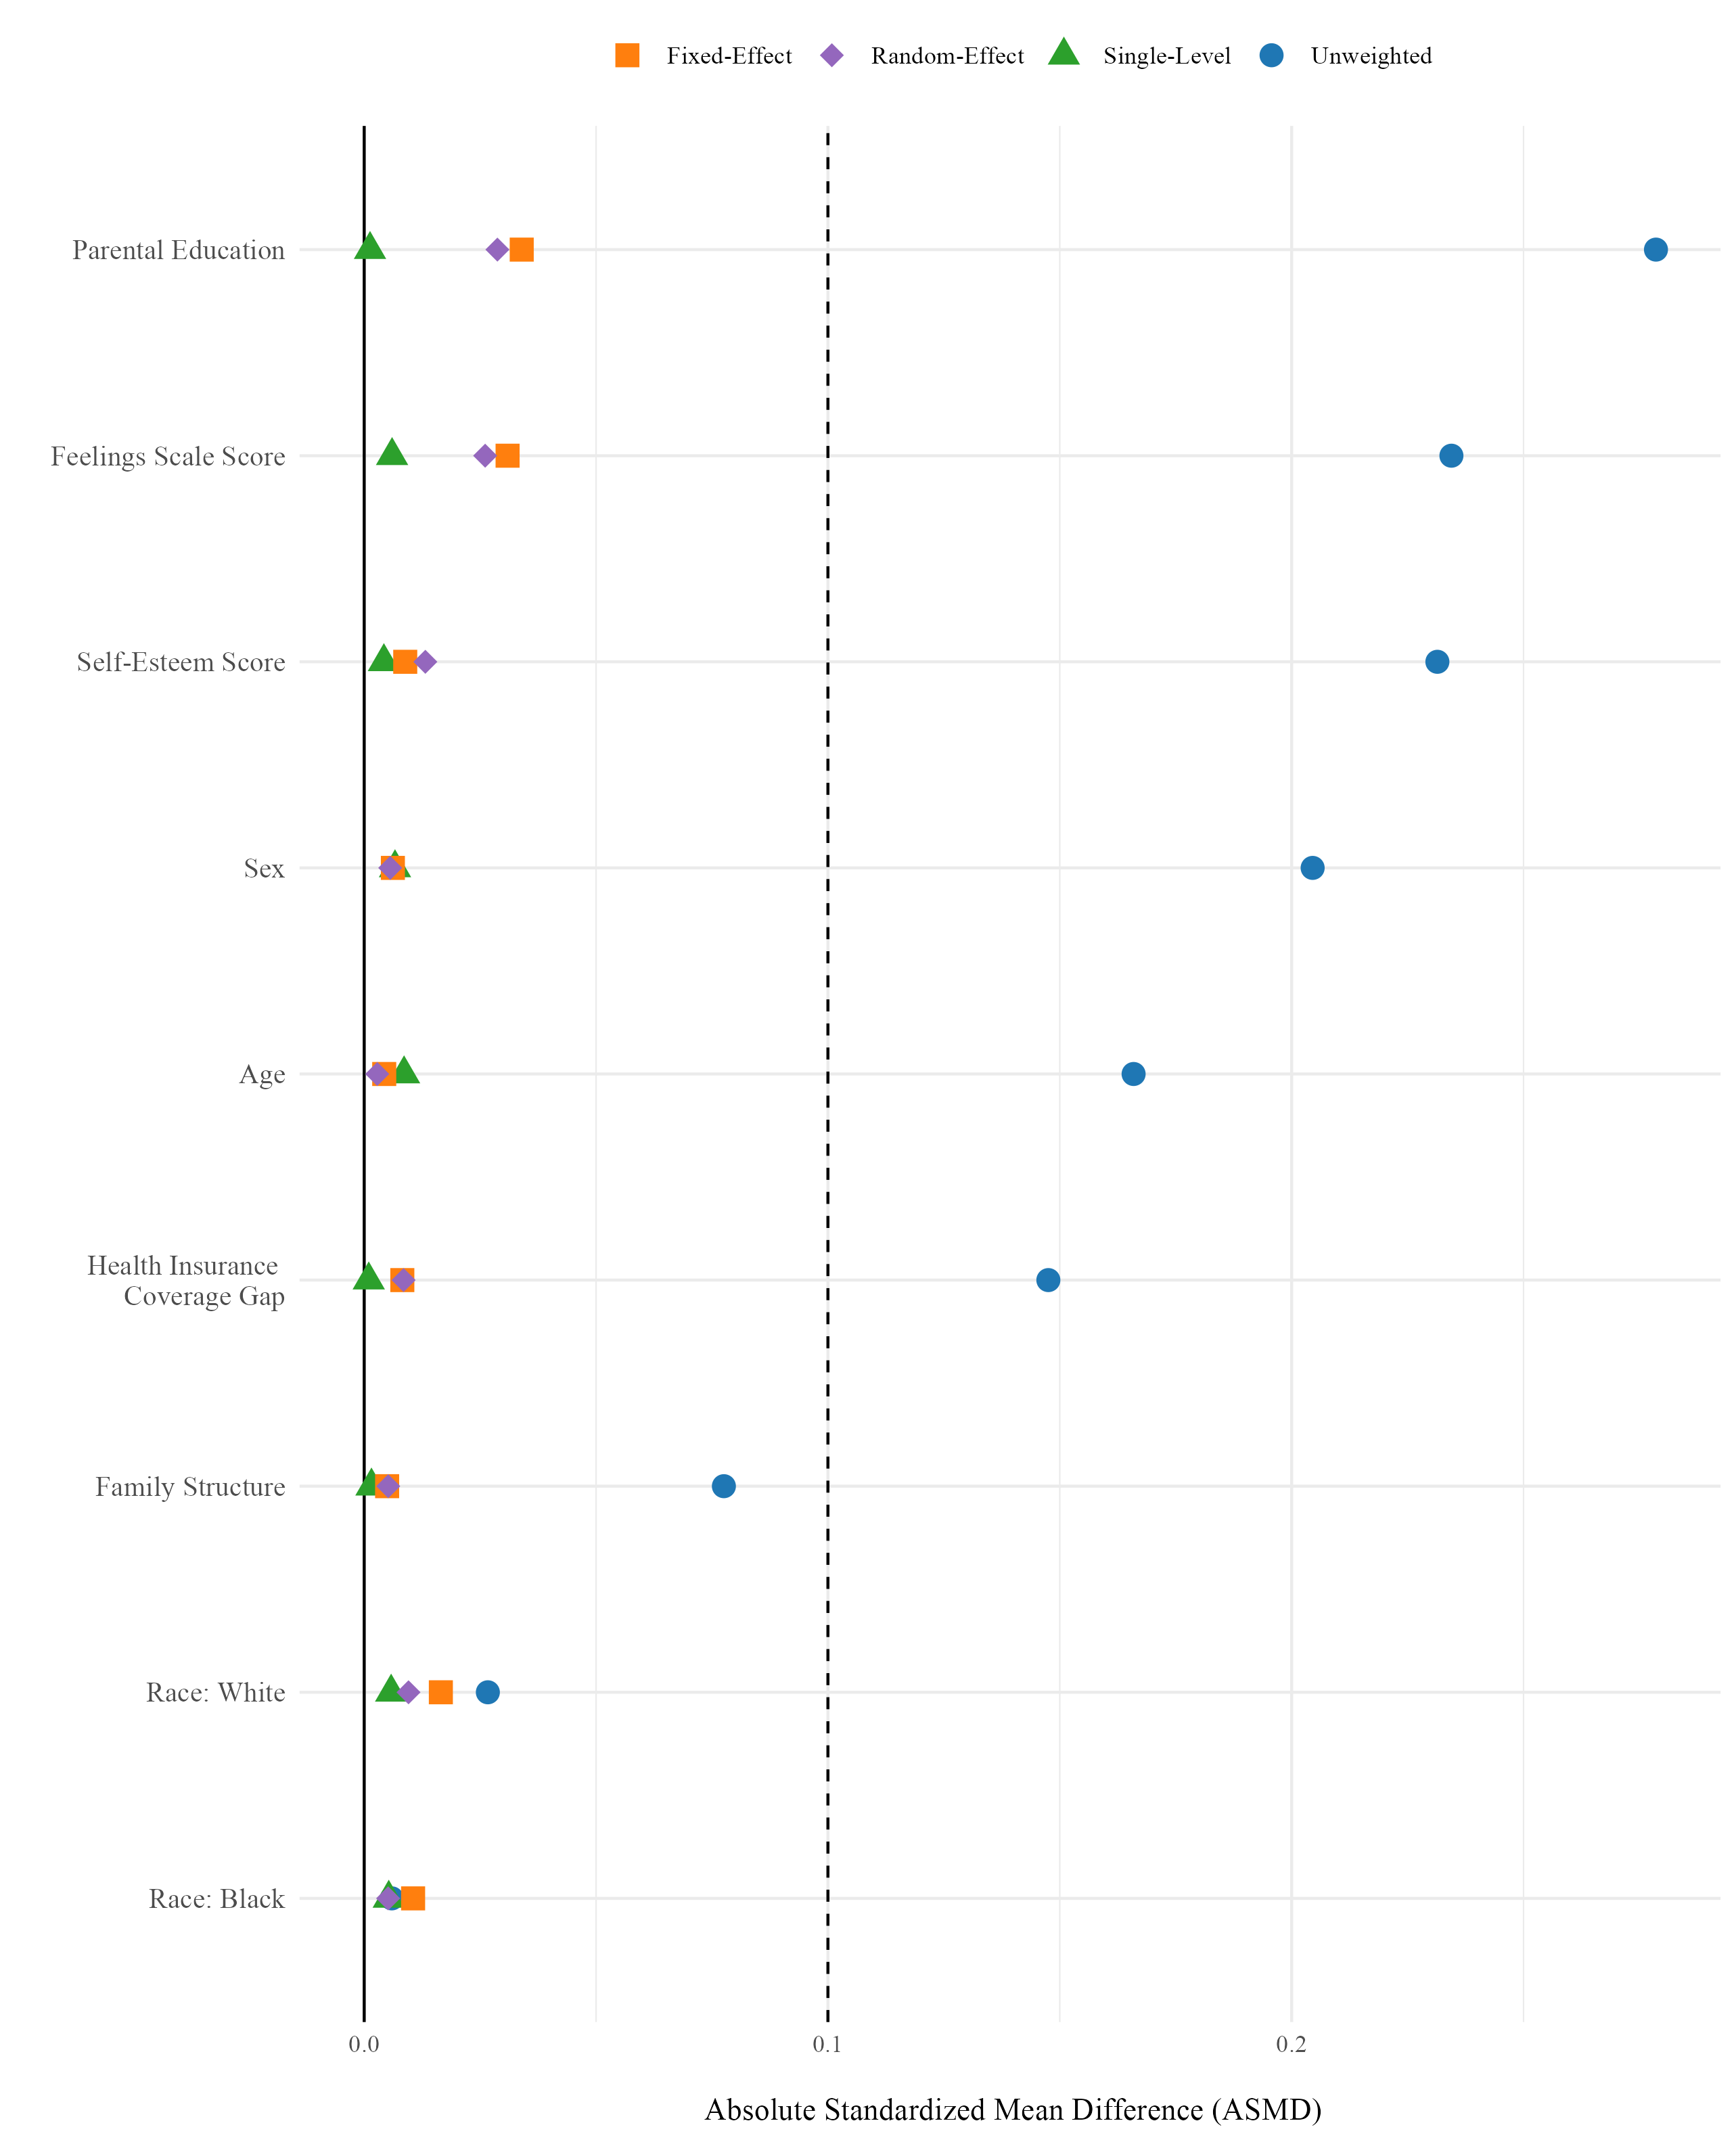 Fixed-Effect Random-Effect Single-Level Unweighted
Parental Education
Feelings Scale Score
Self-Esteem Score
Sex
Age
Health Insurance
Coverage Gap
Family Structure
Race: White
Race: Black
0.0 0.1 0.2
Absolute Standardized Mean Difference (ASMD)